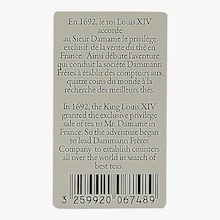 En 1692, le roi Louis XIV
accorde
au Sieur Damame le privilège
exclusif de la vente du thé en
France. Ainsi débute l'aventure
qui conduit la société Dammann
Frères à établir des comptoirs aux
quatre coins du monde à la
recherche des meilleurs thés.
In 1692, the King Louis XIV
granted the exclusive privilege
sale of tea to Mr. Damame in
France. So the adventure began
to lead Dammann Frères
Company to establish counters
all over the world in search of
best teas.
3 259920 067489